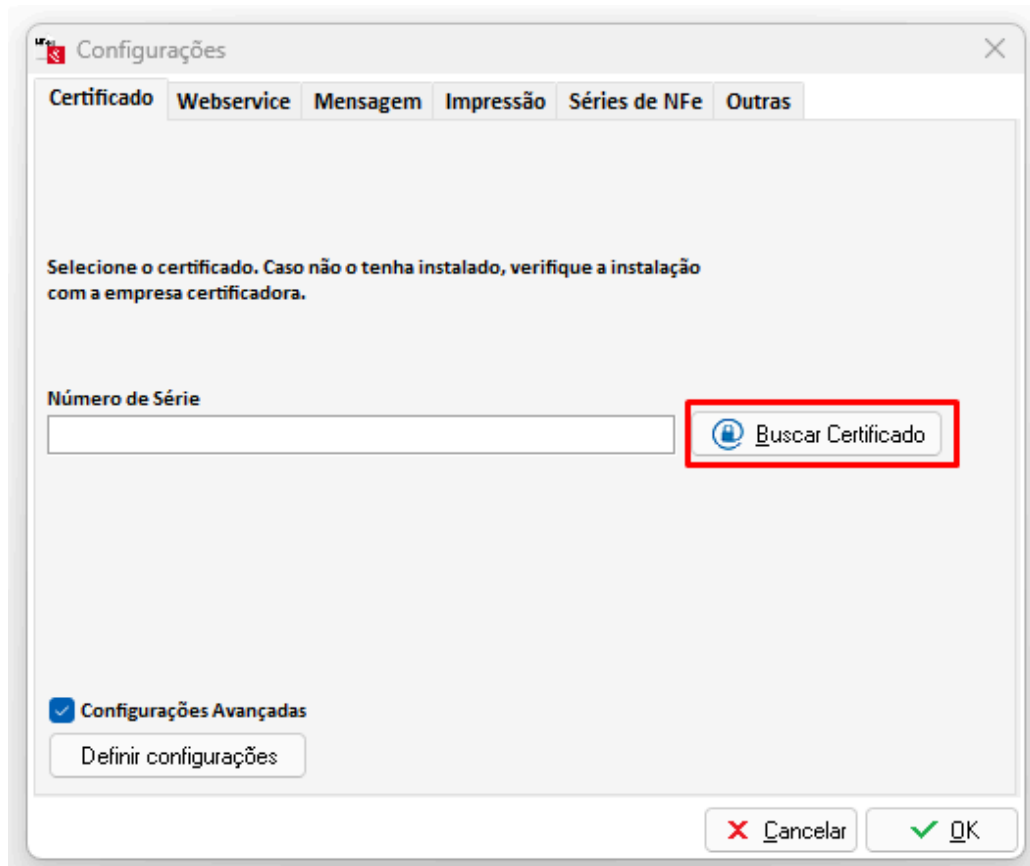 Configurações
Certificado Webservice Mensagem Impressão Séries de NFe Outras
Selecione o certificado. Caso não o tenha instalado, verifique a instalação
com a empresa certificadora.
Número de Série
Buscar Certificado
Configurações Avançadas
Definir configurações
Cancelar OK